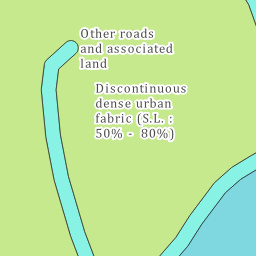 Other roads
and associated
land
Discontinuous
dense urban
fabric (S.L. :
50% - 80%)